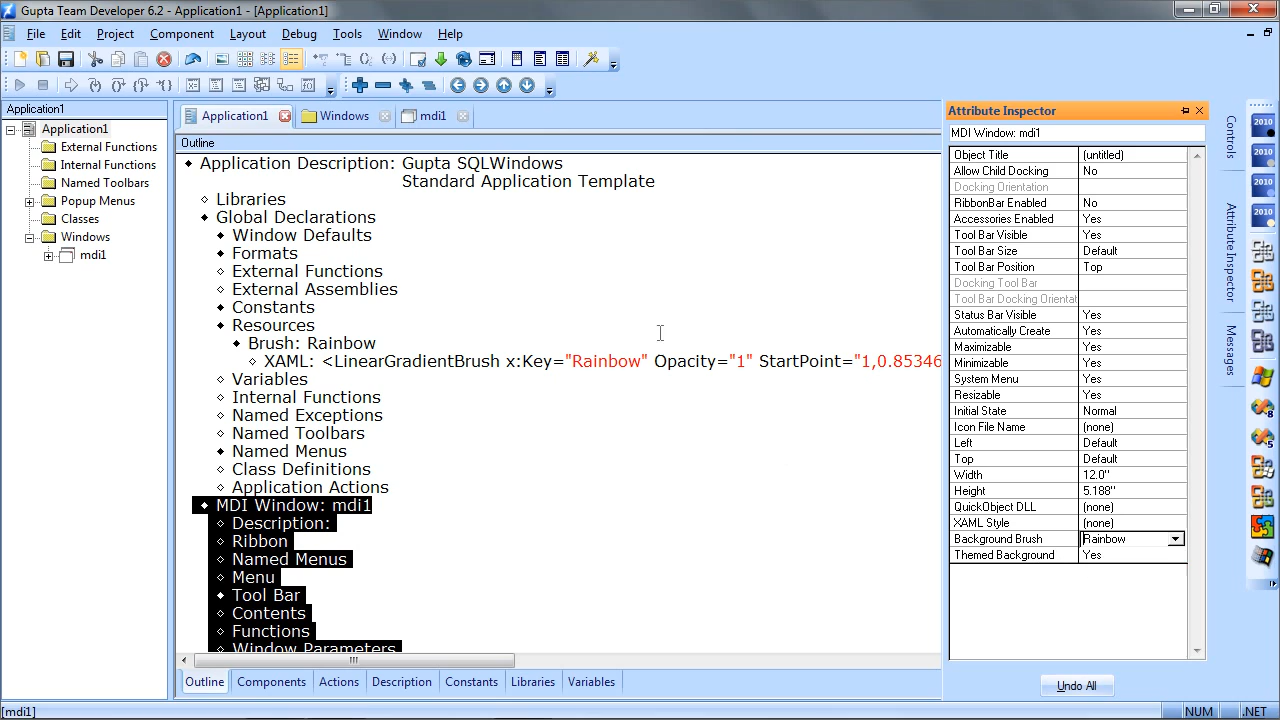 Gupta Team Developer 6.2 - Application1 - [Application1]
File Edit Project Component Layout Debug Tools Window Help
Application1
Application1
External Functions
Internal Functions
Named Toolbars
Popup Menus
Classes
Windows
mdi1
Application1 Windows mdi1
Outline
Application Description: Gupta SQLWindows
Standard Application Template
Libraries
Global Declarations
Window Defaults
Formats
External Functions
External Assemblies
Constants
Resources
Brush: Rainbow
XAML: <LinearGradientBrush x:Key="Rainbow" Opacity="1" StartPoint="1,0.85346
Variables
Internal Functions
Named Exceptions
Named Toolbars
Named Menus
Class Definitions
Application Actions
MDI Window: mdi1
Description:
Ribbon
Named Menus
Menu
Tool Bar
Contents
Functions
Window Parameters
Outline Components Actions Description Constants Libraries Variables
Attribute Inspector
MDI Window: mdi1
Object Title (untitled)
Allow Child Docking No
Docking Orientation
RibbonBar Enabled No
Accessories Enabled Yes
Tool Bar Visible Yes
Tool Bar Size Default
Tool Bar Position Top
Docking Tool Bar
Tool Bar Docking Orientat
Status Bar Visible Yes
Automatically Create Yes
Maximizable Yes
Minimizable Yes
System Menu Yes
Resizable Yes
Initial State Normal
Icon File Name (none)
Left Default
Top Default
Width 12.0"
Height 5.188"
QuickObject DLL (none)
XAML Style (none)
Background Brush Rainbow
Themed Background Yes
Undo All
Controls
Attribute Inspector
Messages
2010
2010
2010
2010
[mdi1]
NUM .NET